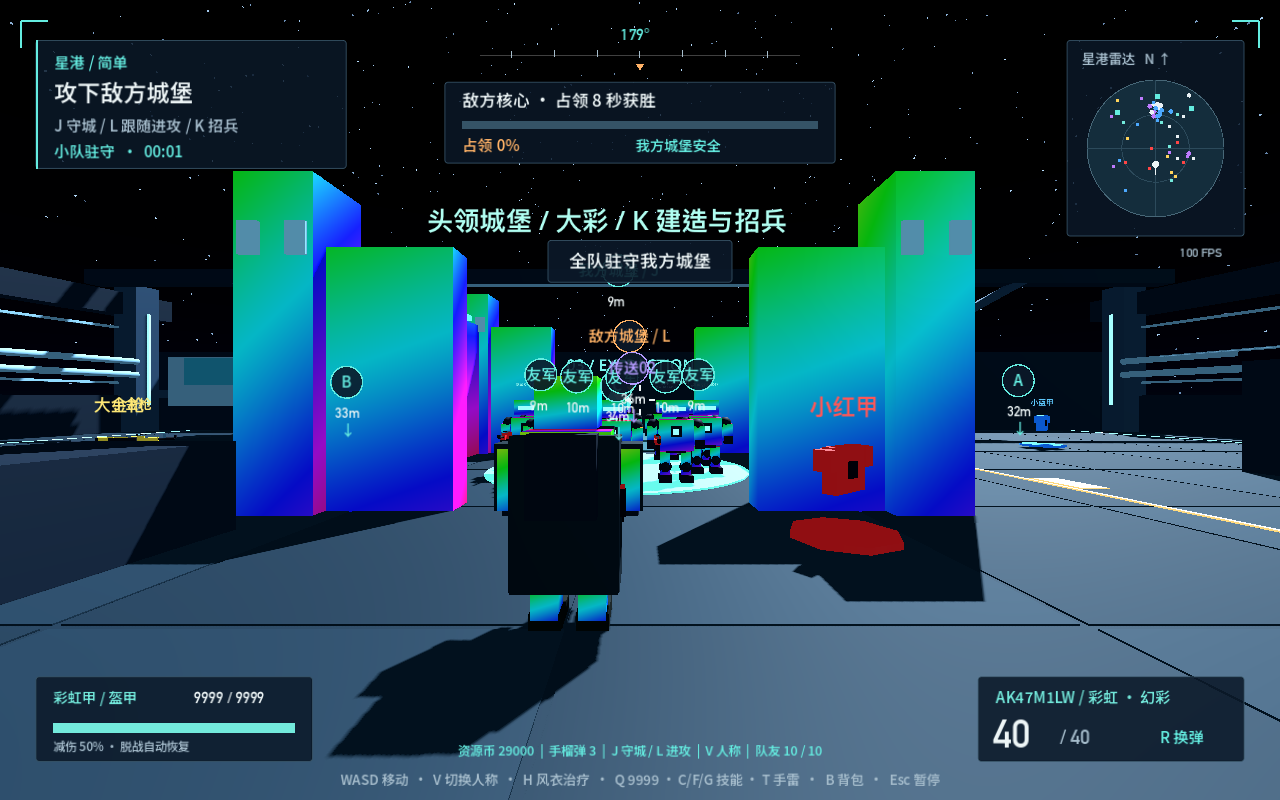 179°
星港 / 简单
攻下敌方城堡
J 守城 / L 跟随进攻 / K 招兵
小队驻守 · 00:01
敌方核心 · 占领 8 秒获胜
占领 0%
我方城堡安全
星港雷达 N ↑
100 FPS
头领城堡 / 大彩 / K 建造与招兵
全队驻守我方城堡
9m
敌方城堡 / L
友军
友军
友军
友军
9m
10m
10m
9m
B
33m
↓
大金枪
小红甲
A
小蓝甲
32m
↓
彩虹甲 / 盔甲
9999 / 9999
减伤 50% · 脱战自动恢复
AK47M1LW / 彩虹 · 幻彩
40 / 40
R 换弹
资源币 29000 | 手榴弹 3 | J 守城 / L 进攻 | V 人称 | 队友 10 / 10
WASD 移动 · V 切换人称 · H 风衣治疗 · Q 9999 · C/F/G 技能 · T 手雷 · B 背包 · Esc 暂停